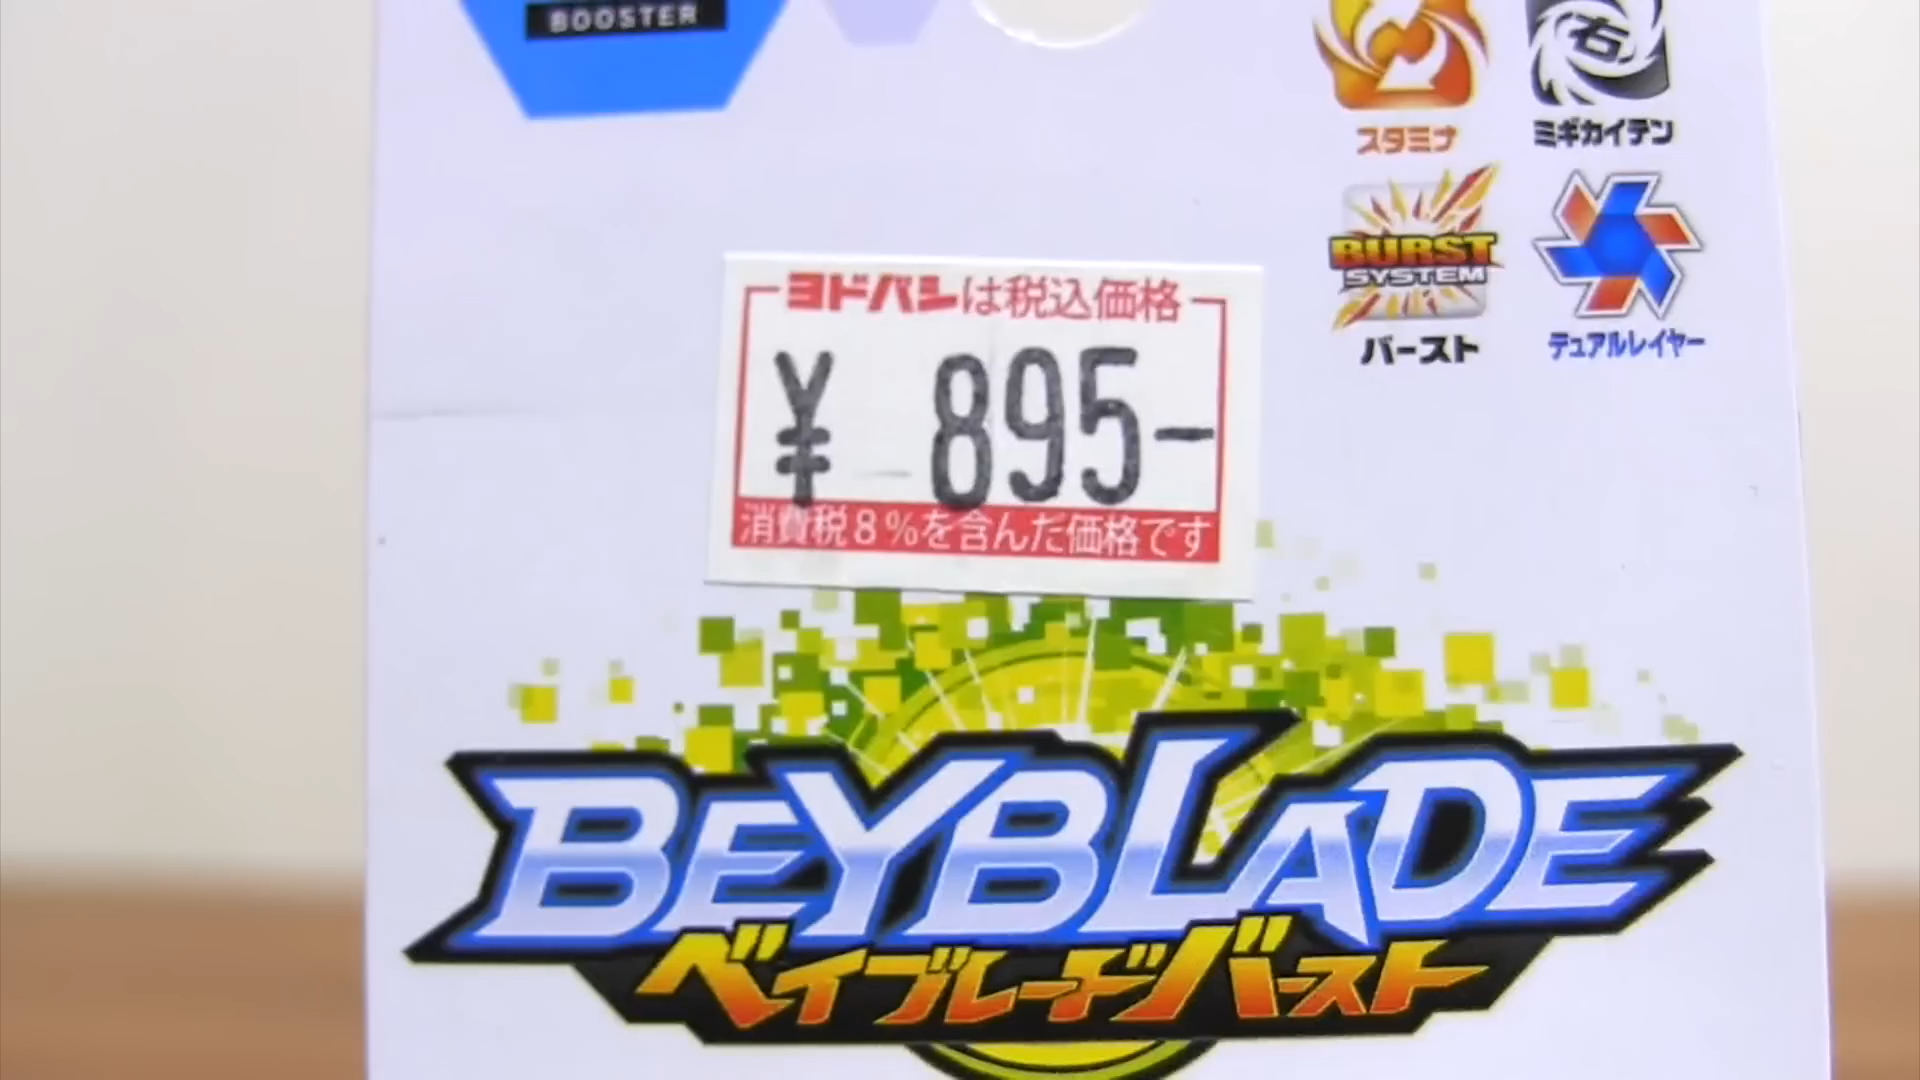 BOOSTER
右
スタミナ
ミギカイテン
BURST
SYSTEM
バースト
デュアルレイヤー
ヨドバシは税込価格
¥ 895-
消費税8%を含んだ価格です
BEYBLADE
ベイブレードバースト